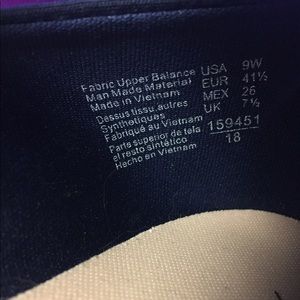 Fabric Upper Balance
Man Made Material
Made in Vietnam
Dessus tissu.autres
Synthetiques
Fabriqué au Vietnam
Parte superior de tela
el resto sintético
Hecho en Vietnam
USA 9W
EUR 41½
MEX 26
UK 7½
159451
18